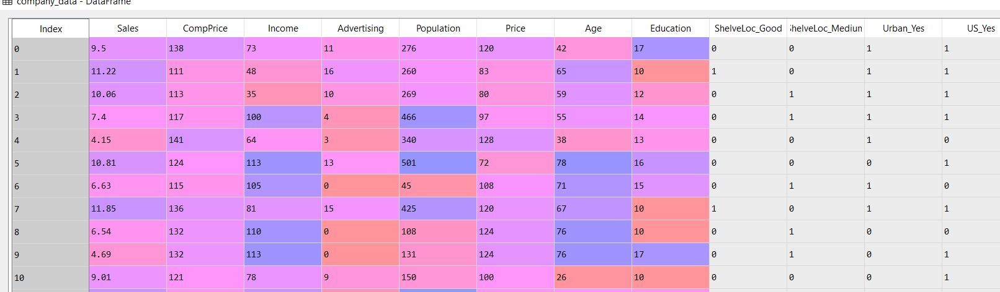 company_data - DataFrame
Index Sales CompPrice Income Advertising Population Price Age Education ShelveLoc_Good ShelveLoc_Medium Urban_Yes US_Yes
0 9.5 138 73 11 276 120 42 17 0 0 1 1
1 11.22 111 48 16 260 83 65 10 1 0 1 1
2 10.06 113 35 10 269 80 59 12 0 1 1 1
3 7.4 117 100 4 466 97 55 14 0 1 1 1
4 4.15 141 64 3 340 128 38 13 0 0 1 0
5 10.81 124 113 13 501 72 78 16 0 0 0 1
6 6.63 115 105 0 45 108 71 15 0 1 1 0
7 11.85 136 81 15 425 120 67 10 1 0 1 1
8 6.54 132 110 0 108 124 76 10 0 1 0 0
9 4.69 132 113 0 131 124 76 17 0 1 0 1
10 9.01 121 78 9 150 100 26 10 0 0 0 1